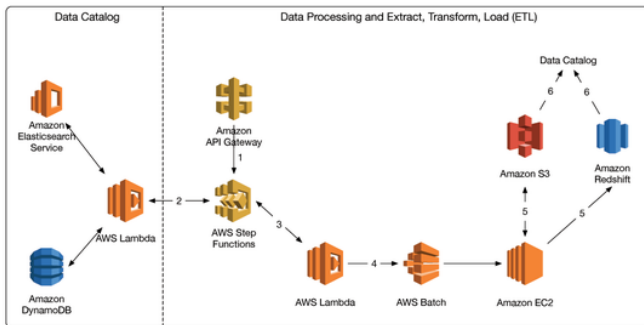 Data Catalog
Data Processing and Extract, Transform, Load (ETL)
Amazon
Elasticsearch
Service
Amazon
API Gateway
Data Catalog
6
6
Amazon S3
Amazon
Redshift
1
2
AWS Lambda
AWS Step
Functions
3
5
5
Amazon
DynamoDB
AWS Lambda
4
AWS Batch
Amazon EC2